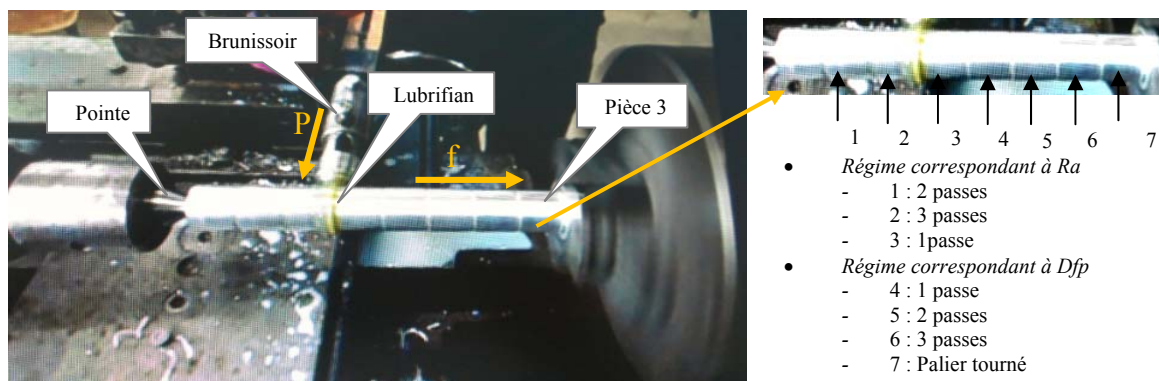 Brunissoir
Lubrifian
Pointe
Pièce 3
P
f
1 2 3 4 5 6 7
• Régime correspondant à Ra
- 1 : 2 passes
- 2 : 3 passes
- 3 : 1passe
• Régime correspondant à Dfp
- 4 : 1 passe
- 5 : 2 passes
- 6 : 3 passes
- 7 : Palier tourné